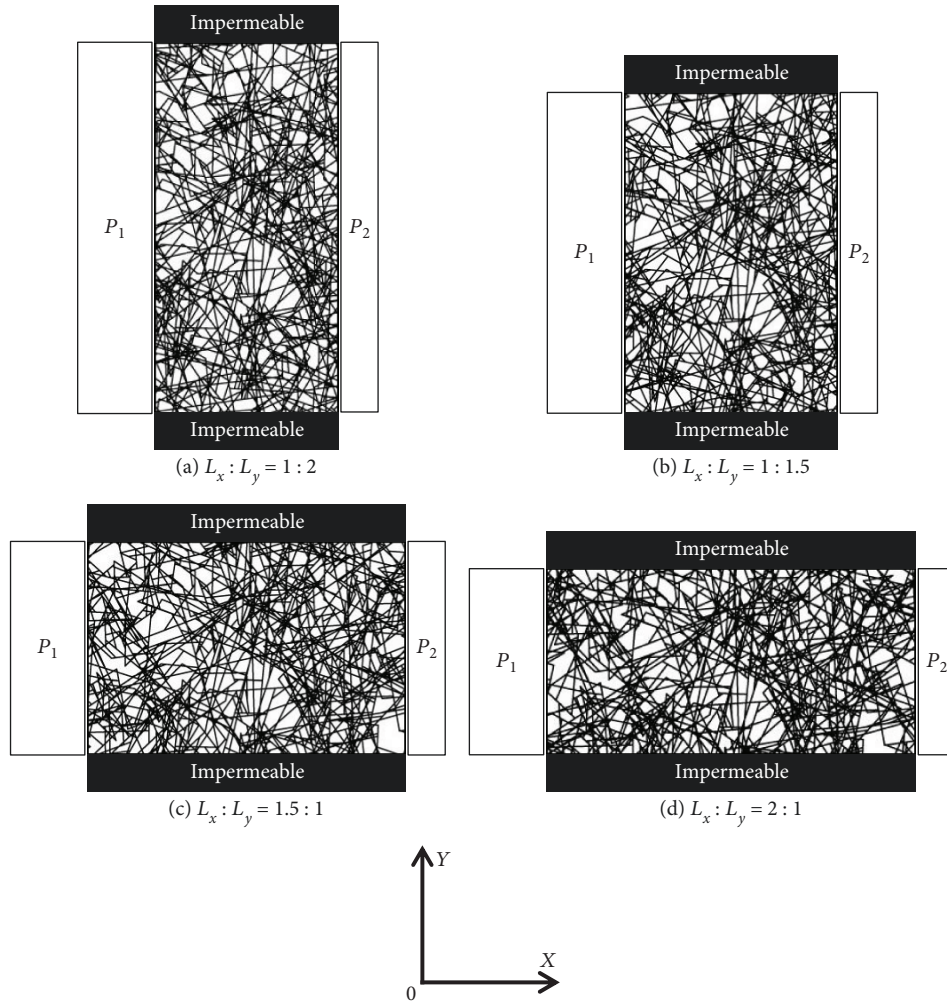 Impermeable
P1
P2
Impermeable
(a) Lx : Ly = 1 : 2
Impermeable
P1
P2
Impermeable
(b) Lx : Ly = 1 : 1.5
Impermeable
P1
P2
Impermeable
(c) Lx : Ly = 1.5 : 1
Impermeable
P1
P2
Impermeable
(d) Lx : Ly = 2 : 1
Y
X
0